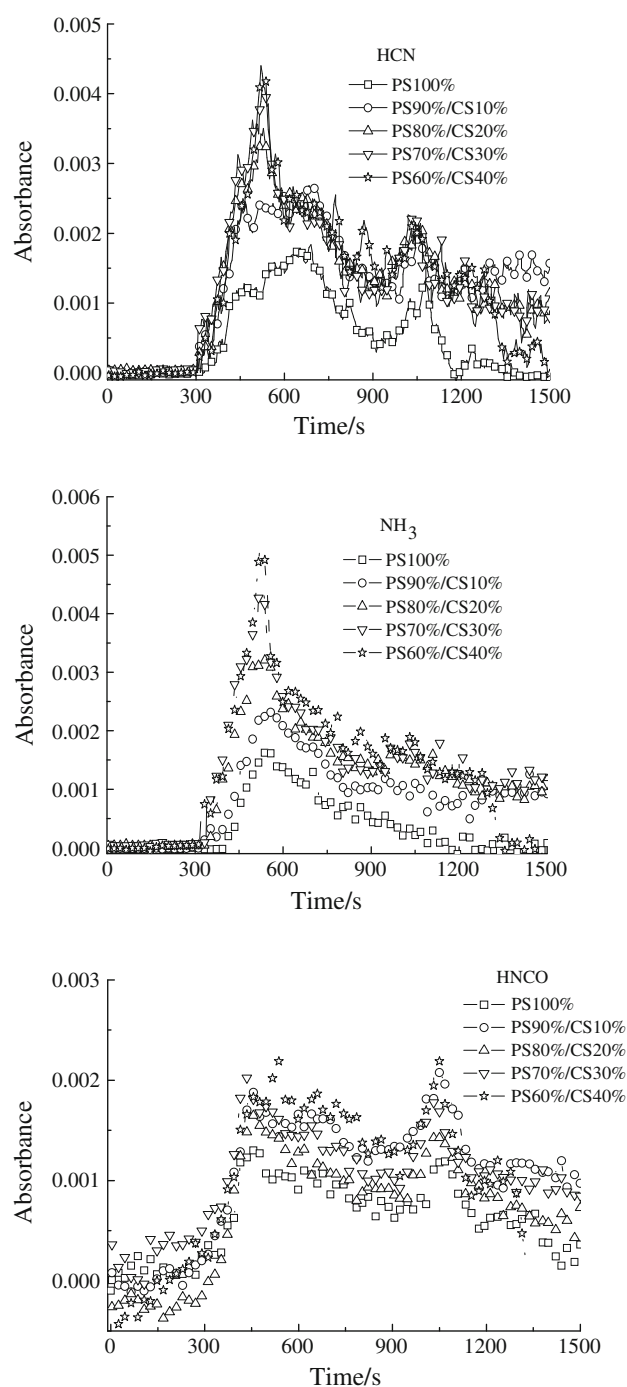 0.005
HCN
PS100%
PS90%/CS10%
PS80%/CS20%
PS70%/CS30%
PS60%/CS40%
0.004
0.003
0.002
0.001
0.000
Absorbance
0 300 600 900 1200 1500
Time/s
0.006
NH3
PS100%
PS90%/CS10%
PS80%/CS20%
PS70%/CS30%
PS60%/CS40%
0.005
0.004
0.003
0.002
0.001
0.000
Absorbance
0 300 600 900 1200 1500
Time/s
0.003
HNCO
PS100%
PS90%/CS10%
PS80%/CS20%
PS70%/CS30%
PS60%/CS40%
0.002
0.001
0.000
Absorbance
0 300 600 900 1200 1500
Time/s